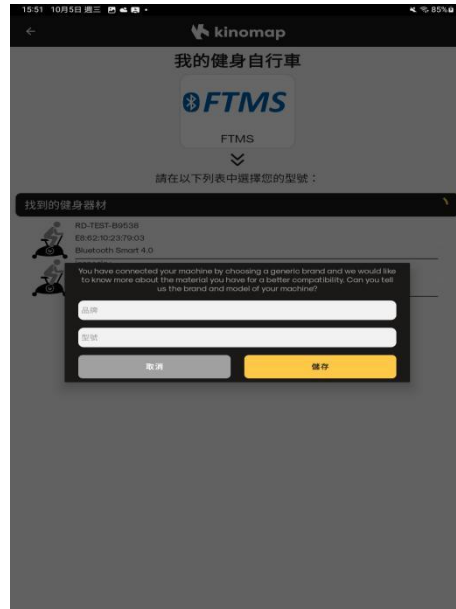 15:51 10月5日 週三
85%
kinomap
我的健身自行車
FTMS
FTMS
請在以下列表中選擇您的型號：
找到的健身器材
RD-TEST-B9538
E8:62:10:23:79:03
Bluetooth Smart 4.0
You have connected your machine by choosing a generic brand and we would like
to know more about the material you have for a better compatibility. Can you tell
us the brand and model of your machine?
品牌
型號
取消
儲存